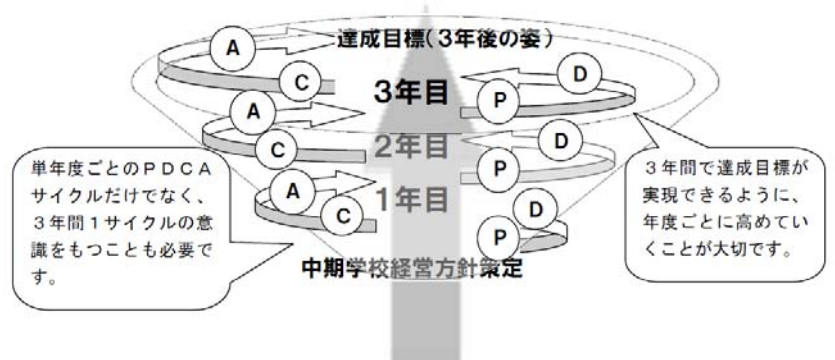 達成目標(3年後の姿)
A
C
D
P
3年目
A
C
D
P
2年目
A
C
D
P
1年目
中期学校経営方針策定
単年度ごとのPDCA
サイクルだけでなく、
3年間1サイクルの意
識をもつことも必要で
す。
3年間で達成目標が
実現できるように、
年度ごとに高めてい
くことが大切です。